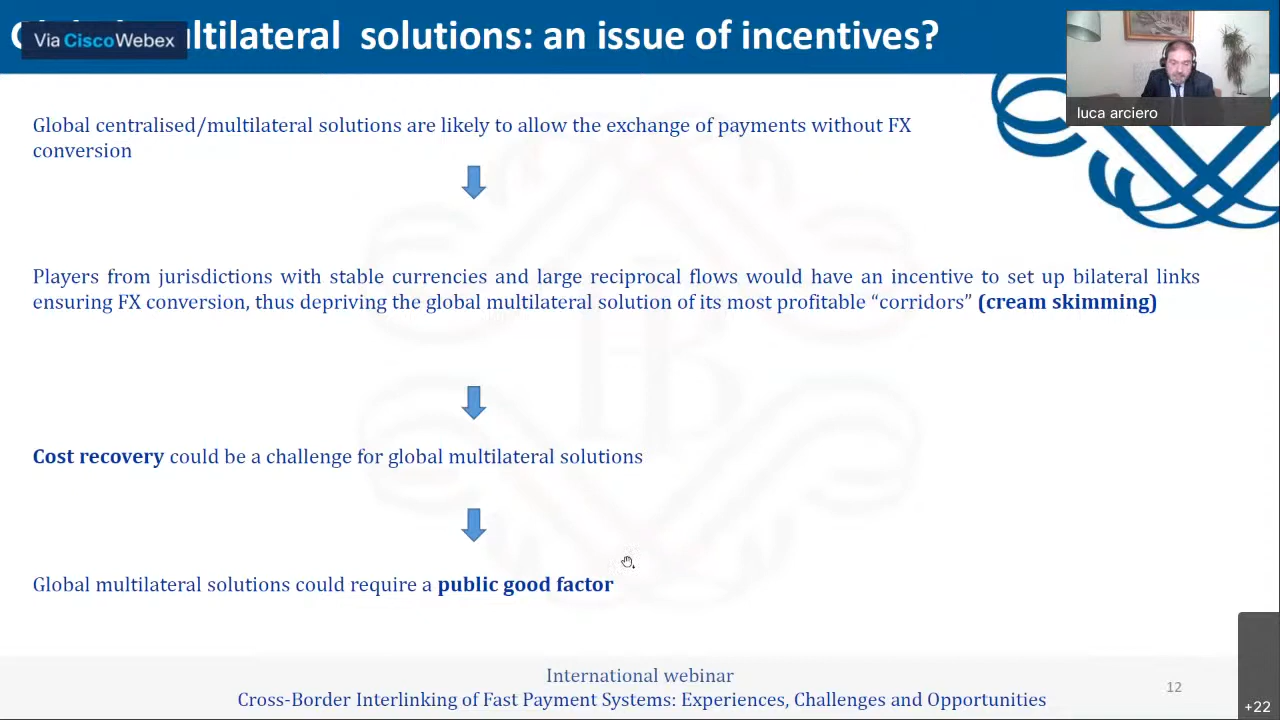 Via Cisco Webex
ltilateral solutions: an issue of incentives?
luca arciero
Global centralised/multilateral solutions are likely to allow the exchange of payments without FX
conversion
Players from jurisdictions with stable currencies and large reciprocal flows would have an incentive to set up bilateral links
ensuring FX conversion, thus depriving the global multilateral solution of its most profitable “corridors” (cream skimming)
Cost recovery could be a challenge for global multilateral solutions
Global multilateral solutions could require a public good factor
International webinar
Cross-Border Interlinking of Fast Payment Systems: Experiences, Challenges and Opportunities
12
+22